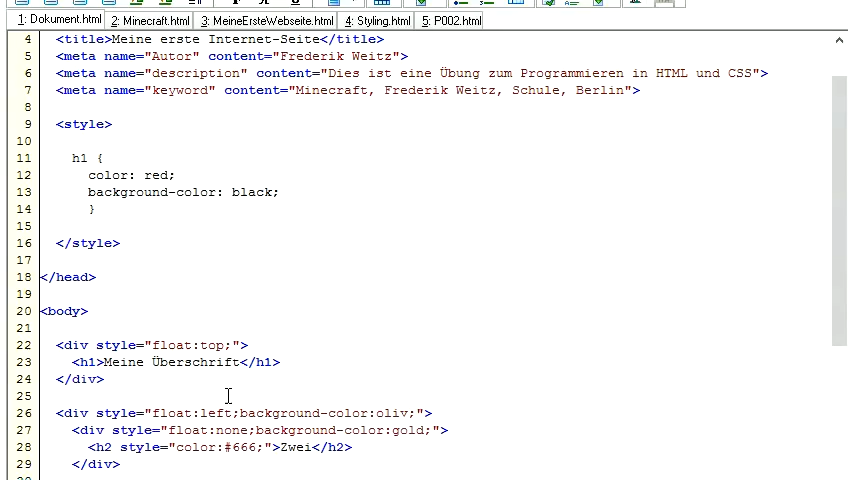 1: Dokument.html 2: Minecraft.html 3: MeineErsteWebseite.html 4: Styling.html 5: P002.html
4 <title>Meine erste Internet-Seite</title>
5 <meta name="Autor" content="Frederik Weitz">
6 <meta name="description" content="Dies ist eine Übung zum Programmieren in HTML und CSS">
7 <meta name="keyword" content="Minecraft, Frederik Weitz, Schule, Berlin">
8
9 <style>
10
11 h1 {
12 color: red;
13 background-color: black;
14 }
15
16 </style>
17
18 </head>
19
20 <body>
21
22 <div style="float:top;">
23 <h1>Meine Überschrift</h1>
24 </div>
25
26 <div style="float:left;background-color:oliv;">
27 <div style="float:none;background-color:gold;">
28 <h2 style="color:#666;">Zwei</h2>
29 </div>